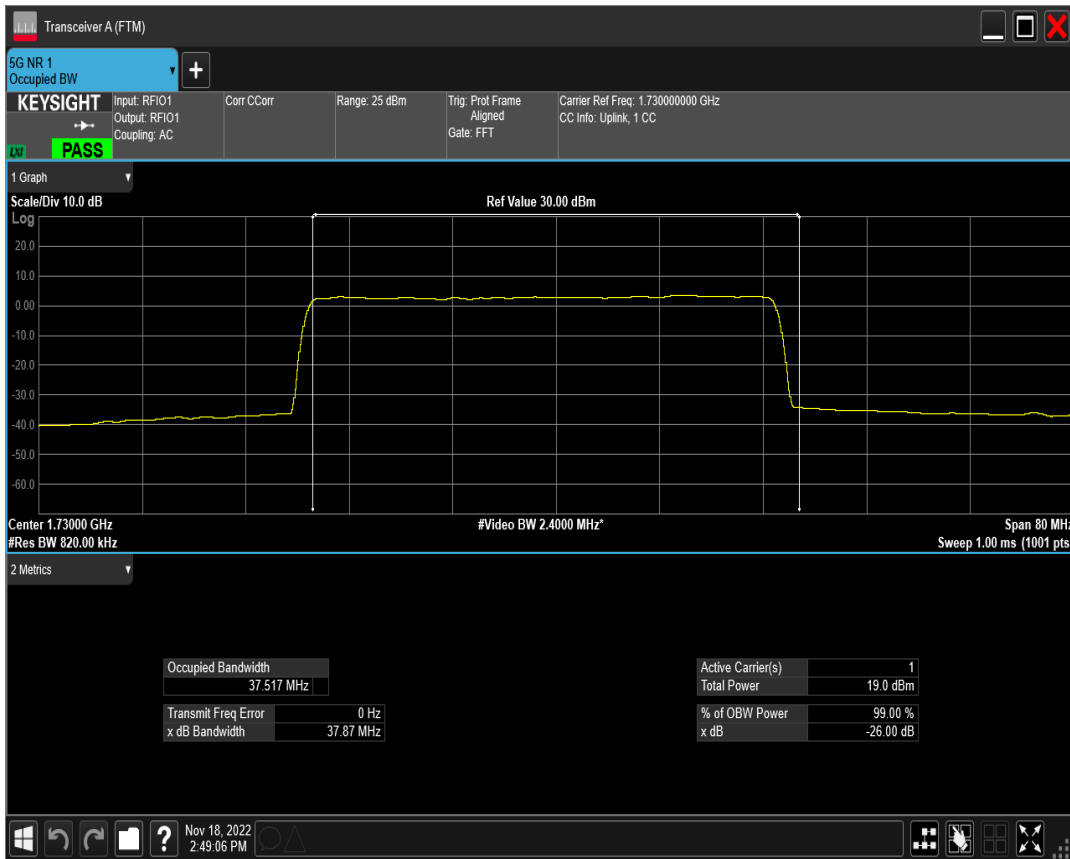 Transceiver A (FTM)
5G NR 1
Occupied BW
+
KEYSIGHT
LXI
PASS
Input: RFIO1
Output: RFIO1
Coupling: AC
Corr CCorr
Range: 25 dBm
Trig: Prot Frame
Aligned
Gate: FFT
Carrier Ref Freq: 1.730000000 GHz
CC Info: Uplink, 1 CC
1 Graph
Scale/Div 10.0 dB
Ref Value 30.00 dBm
Log
20.0
10.0
0.00
-10.0
-20.0
-30.0
-40.0
-50.0
-60.0
Center 1.73000 GHz
#Video BW 2.4000 MHz*
Span 80 MHz
#Res BW 820.00 kHz
Sweep 1.00 ms (1001 pts
2 Metrics
Occupied Bandwidth
37.517 MHz
Transmit Freq Error 0 Hz
x dB Bandwidth 37.87 MHz
Active Carrier(s) 1
Total Power 19.0 dBm
% of OBW Power 99.00 %
x dB -26.00 dB
?
Nov 18, 2022
2:49:06 PM